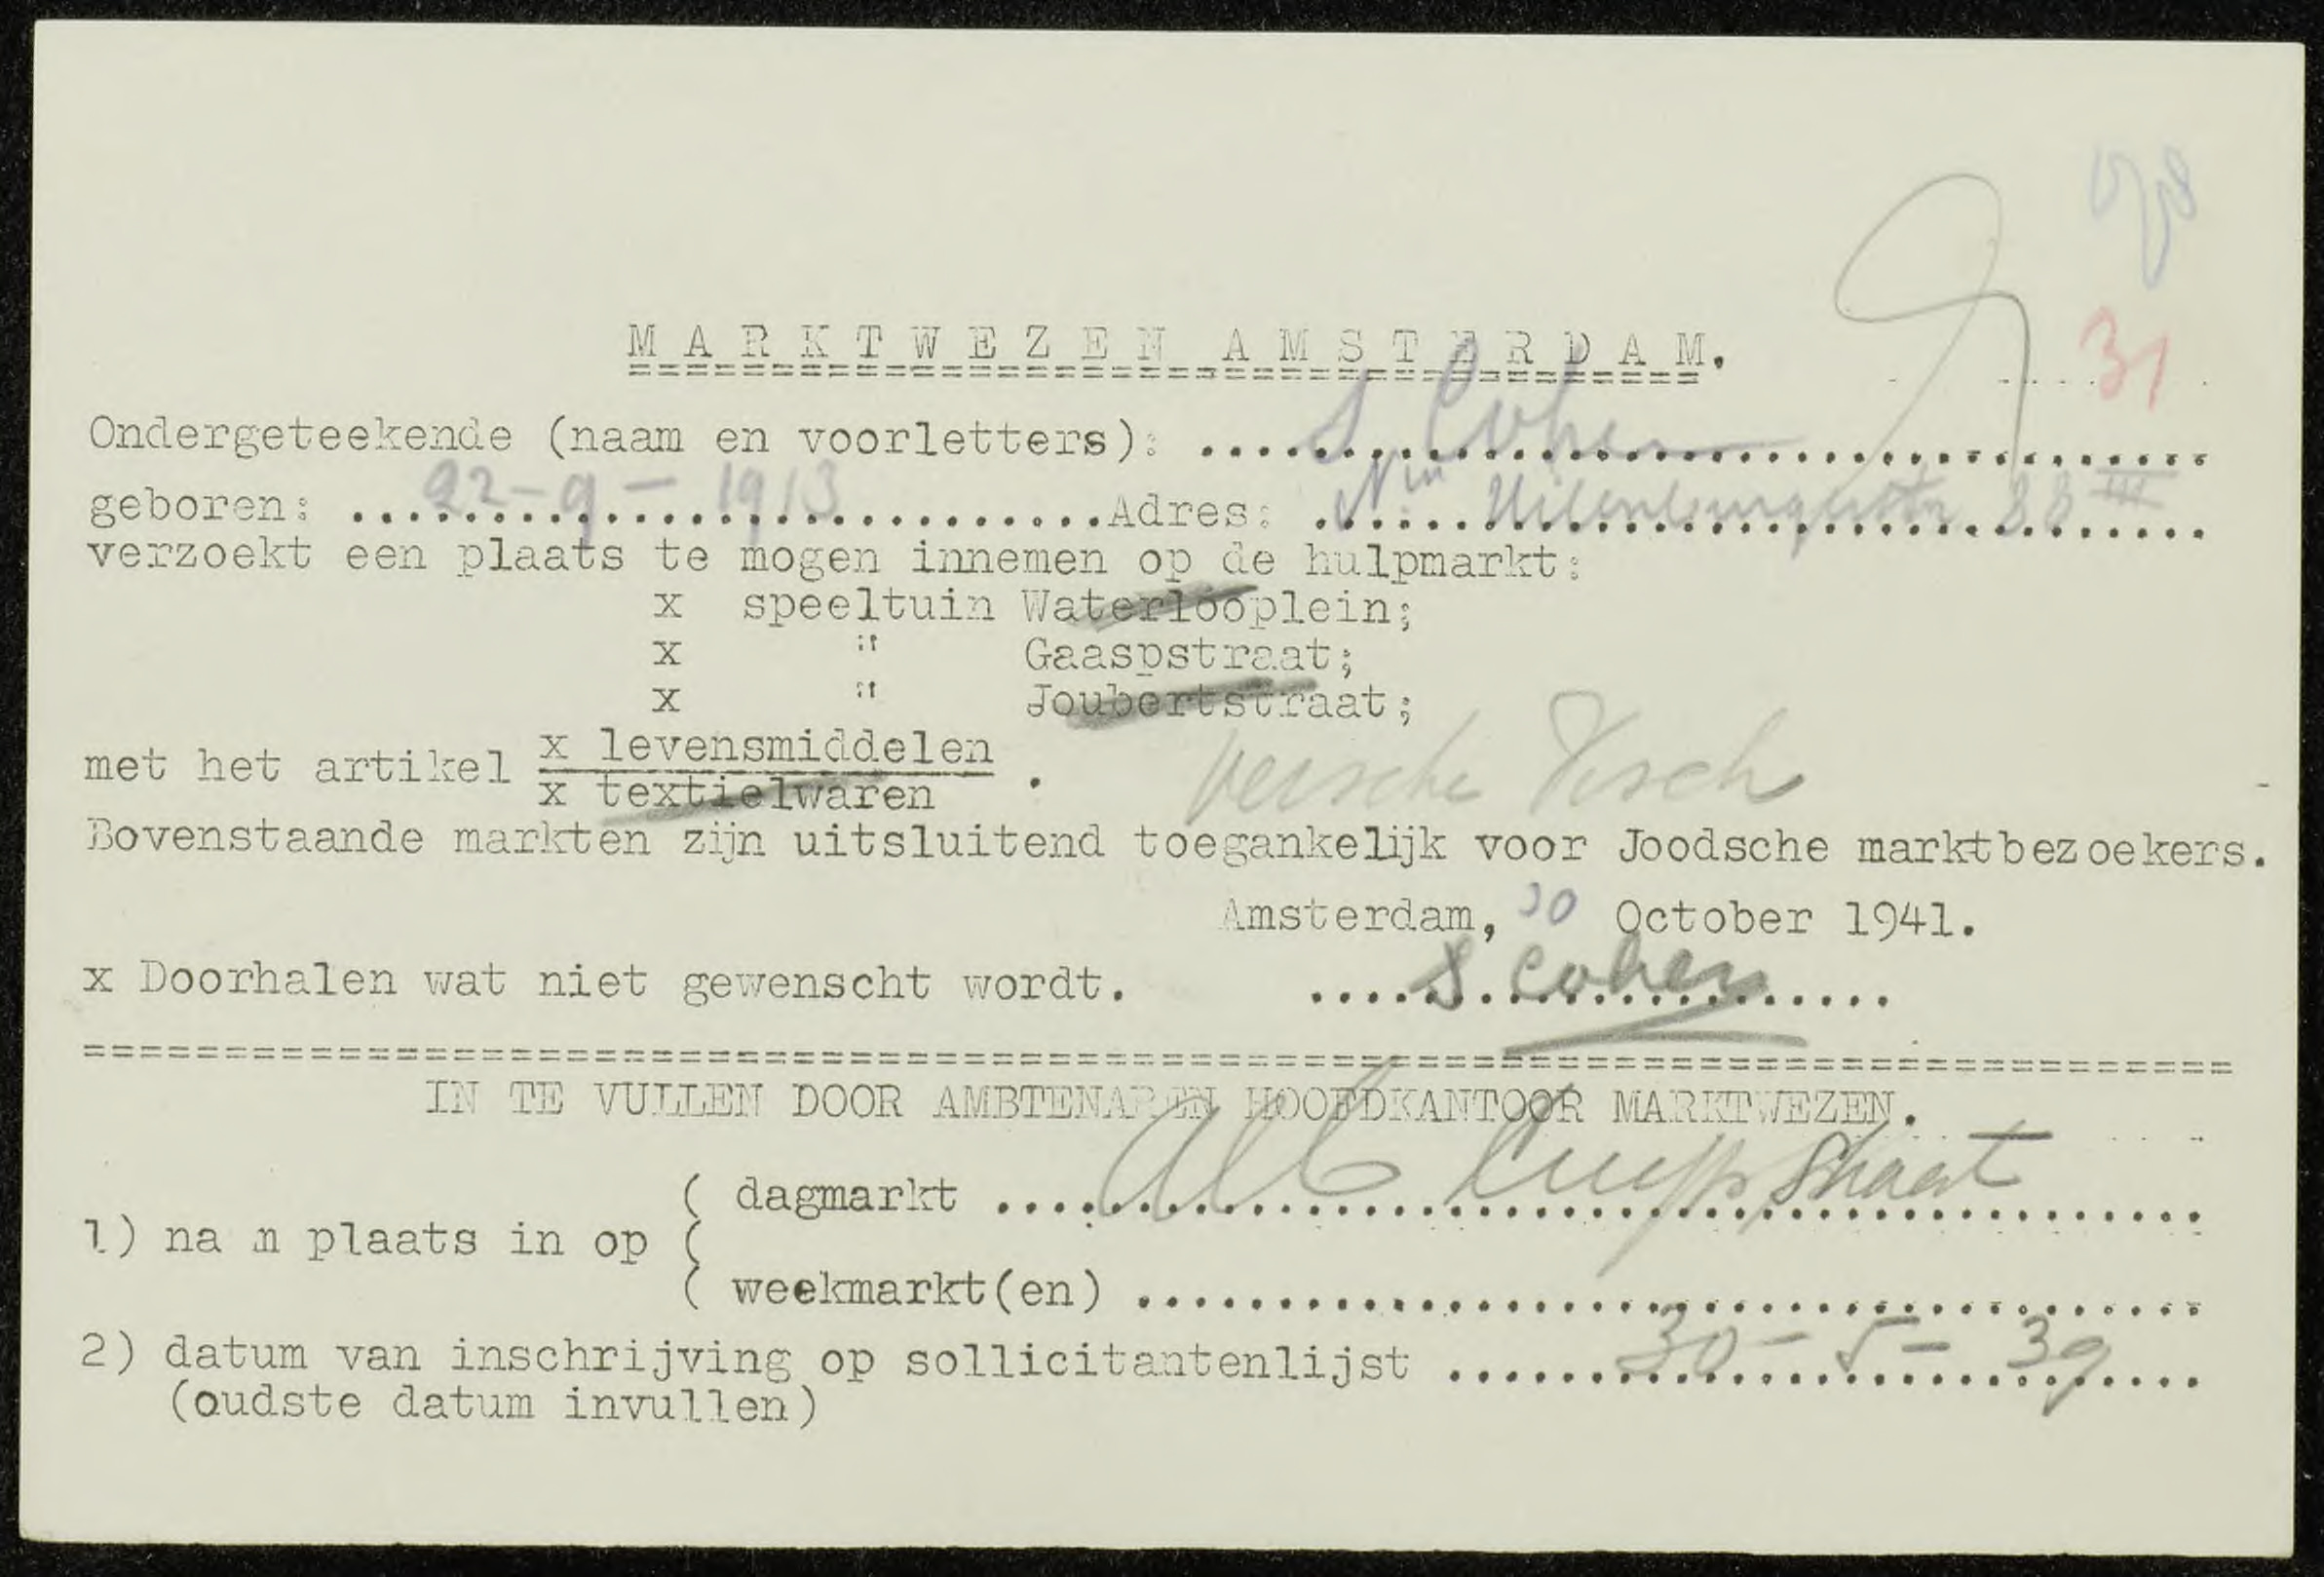 31
MARKTWEZEN AMSTERDAM.
Ondergeteekende (naam en voorletters): S Cohen
geboren: 22-9-1913 Adres: Nw Uilenburgerstr 88 III
verzoekt een plaats te mogen innemen op de hulpmarkt:
x speeltuin Waterlooplein;
x " Gaaspstraat;
x " Joubertstraat;
met het artikel x levensmiddelen
x textielwaren . versche Visch
Bovenstaande markten zijn uitsluitend toegankelijk voor Joodsche marktbezoekers.
Amsterdam, 30 October 1941.
x Doorhalen wat niet gewenscht wordt. S Cohen
IN TE VULLEN DOOR AMBTENAREN HOOFDKANTOOR MARKTWEZEN.
1) na m plaats in op ( dagmarkt Alb Cuypstraat
( weekmarkt(en)
2) datum van inschrijving op sollicitantenlijst 30-5-39
(oudste datum invullen)